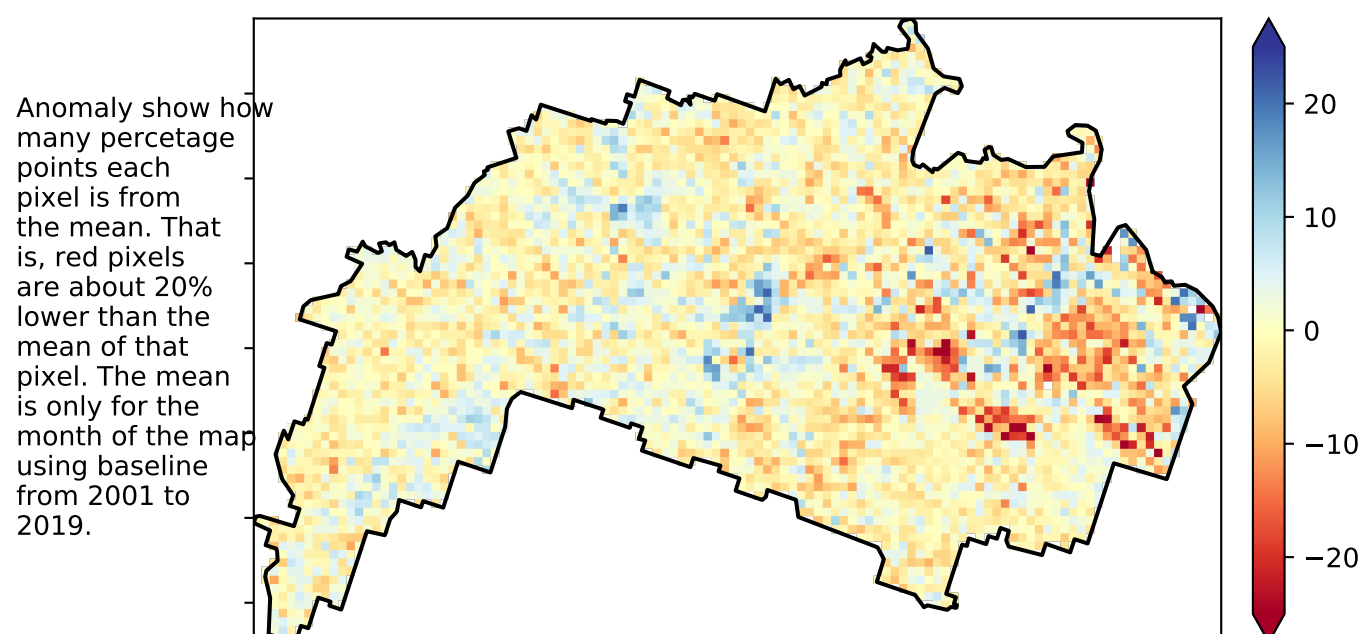 Anomaly show how
many percetage
points each
pixel is from
the mean. That
is, red pixels
are about 20%
lower than the
mean of that
pixel. The mean
is only for the
month of the map
using baseline
from 2001 to
2019.
20
10
0
−10
−20